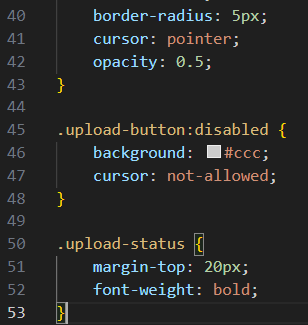 40 border-radius: 5px;
41 cursor: pointer;
42 opacity: 0.5;
43 }
44
45 .upload-button:disabled {
46 background: #ccc;
47 cursor: not-allowed;
48 }
49
50 .upload-status {
51 margin-top: 20px;
52 font-weight: bold;
53 }